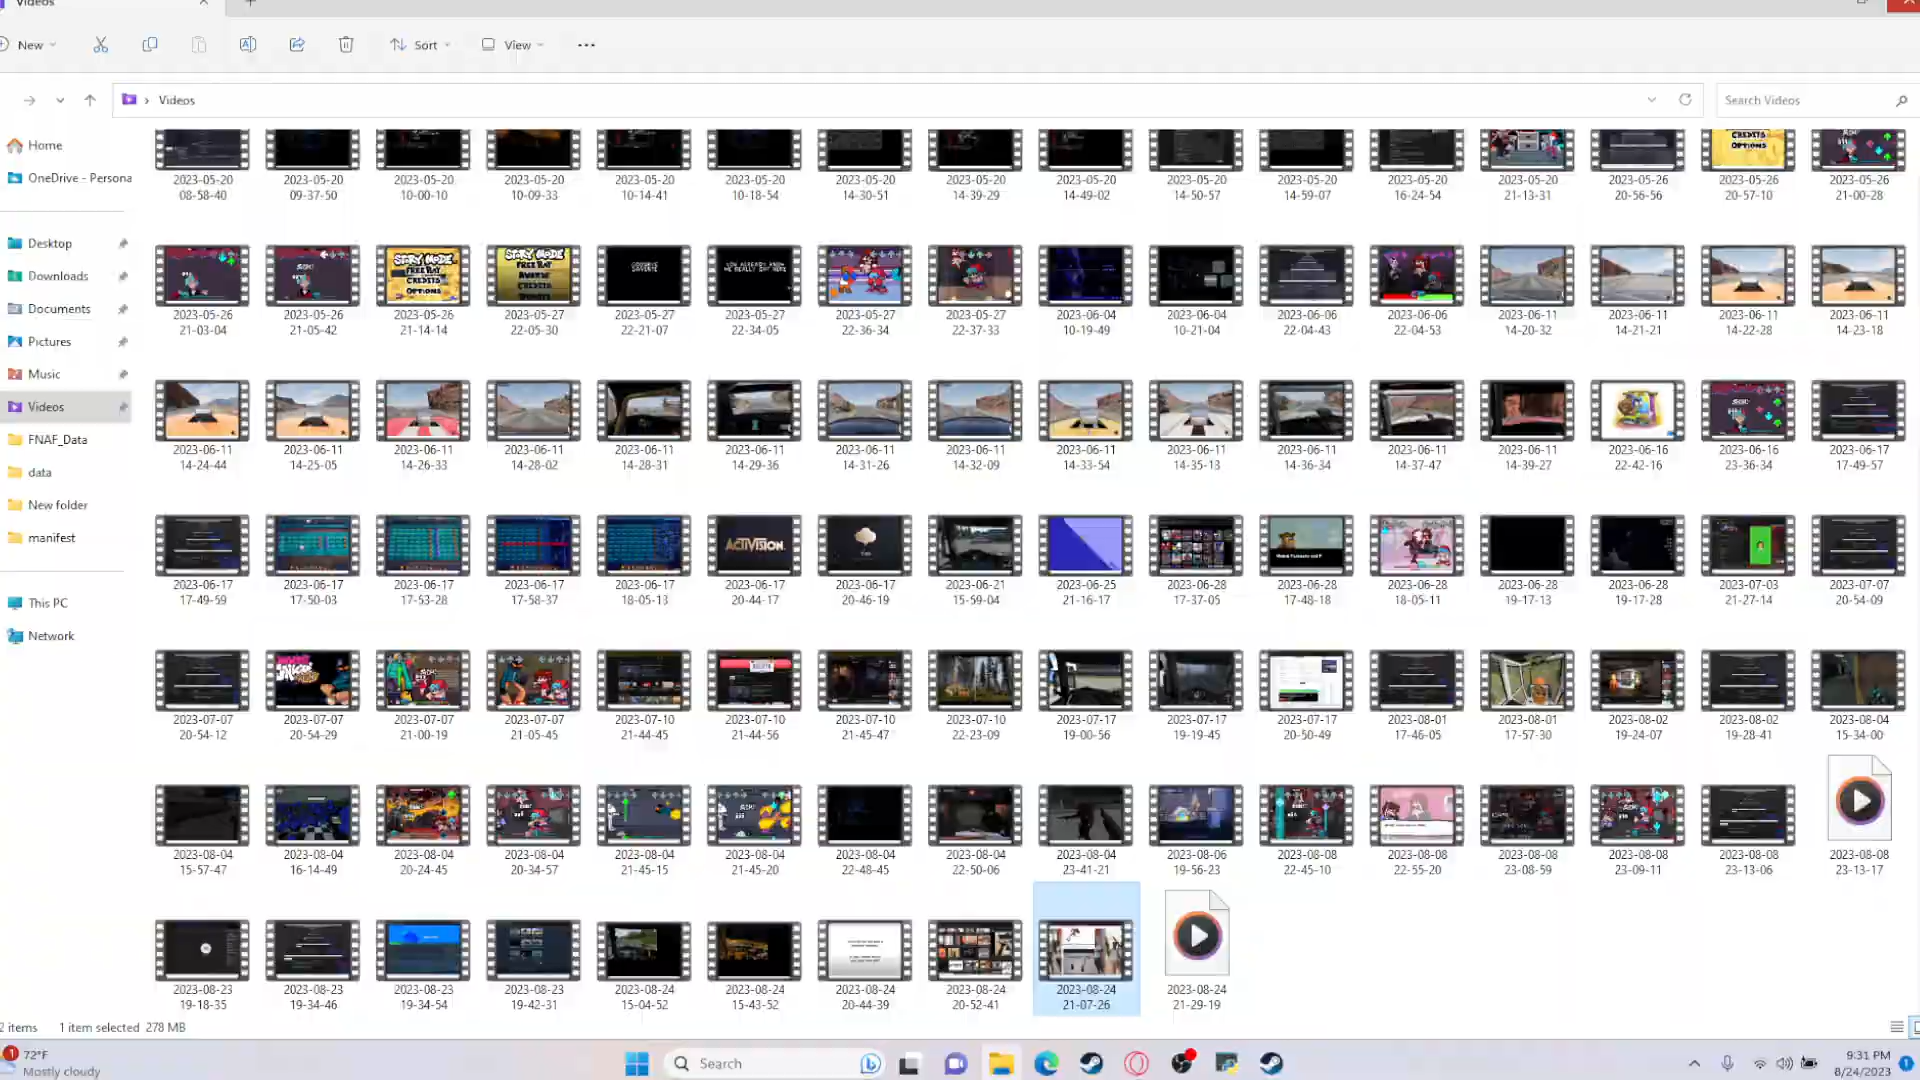 Videos
New
Sort
View
Videos
Search Videos
Home
OneDrive - Persona
Desktop
Downloads
Documents
Pictures
Music
Videos
FNAF_Data
data
New folder
manifest
This PC
Network
2023-05-20 2023-05-20 2023-05-20 2023-05-20 2023-05-20 2023-05-20 2023-05-20 2023-05-20 2023-05-20 2023-05-20 2023-05-20 2023-05-20 2023-05-20 2023-05-26 2023-05-26 2023-05-26
08-58-40 09-37-50 10-00-10 10-09-33 10-14-41 10-18-54 14-30-51 14-39-29 14-49-02 14-50-57 14-59-07 16-24-54 21-13-31 20-56-56 20-57-10 21-00-28
CREDITS
OPTIONS
STORY MODE
FREE PLAY
CREDITS
OPTIONS
STORY MODE
FREE PLAY
CREDITS
2023-05-26 2023-05-26 2023-05-26 2023-05-27 2023-05-27 2023-05-27 2023-05-27 2023-05-27 2023-06-04 2023-06-04 2023-06-06 2023-06-06 2023-06-11 2023-06-11 2023-06-11 2023-06-11
21-03-04 21-05-42 21-14-14 22-05-30 22-21-07 22-34-05 22-36-34 22-37-33 10-19-49 10-21-04 22-04-43 22-04-53 14-20-32 14-21-21 14-22-28 14-23-18
2023-06-11 2023-06-11 2023-06-11 2023-06-11 2023-06-11 2023-06-11 2023-06-11 2023-06-11 2023-06-11 2023-06-11 2023-06-11 2023-06-11 2023-06-11 2023-06-16 2023-06-16 2023-06-17
14-24-44 14-25-05 14-26-33 14-28-02 14-28-31 14-29-36 14-31-26 14-32-09 14-33-54 14-35-13 14-36-34 14-37-47 14-39-27 22-42-16 23-36-34 17-49-57
ACTIVISION
2023-06-17 2023-06-17 2023-06-17 2023-06-17 2023-06-17 2023-06-17 2023-06-17 2023-06-21 2023-06-25 2023-06-28 2023-06-28 2023-06-28 2023-06-28 2023-06-28 2023-07-03 2023-07-07
17-49-59 17-50-03 17-53-28 17-58-37 18-05-13 20-44-17 20-46-19 15-59-04 21-16-17 17-37-05 17-48-18 18-05-11 19-17-13 19-17-28 21-27-14 20-54-09
2023-07-07 2023-07-07 2023-07-07 2023-07-07 2023-07-10 2023-07-10 2023-07-10 2023-07-10 2023-07-17 2023-07-17 2023-07-17 2023-08-01 2023-08-01 2023-08-02 2023-08-02 2023-08-04
20-54-12 20-54-29 21-00-19 21-05-45 21-44-45 21-44-56 21-45-47 22-23-09 19-00-56 19-19-45 20-50-49 17-46-05 17-57-30 19-24-07 19-28-41 15-34-00
2023-08-04 2023-08-04 2023-08-04 2023-08-04 2023-08-04 2023-08-04 2023-08-04 2023-08-04 2023-08-04 2023-08-06 2023-08-08 2023-08-08 2023-08-08 2023-08-08 2023-08-08 2023-08-08
15-57-47 16-14-49 20-24-45 20-34-57 21-45-15 21-45-20 22-48-45 22-50-06 23-41-21 19-56-23 22-45-10 22-55-20 23-08-59 23-09-11 23-13-06 23-13-17
2023-08-23 2023-08-23 2023-08-23 2023-08-23 2023-08-24 2023-08-24 2023-08-24 2023-08-24 2023-08-24 2023-08-24
19-18-35 19-34-46 19-34-54 19-42-31 15-04-52 15-43-52 20-44-39 20-52-41 21-07-26 21-29-19
2 items 1 item selected 278 MB
1
72°F
Mostly cloudy
Search
9:31 PM
8/24/2023
1